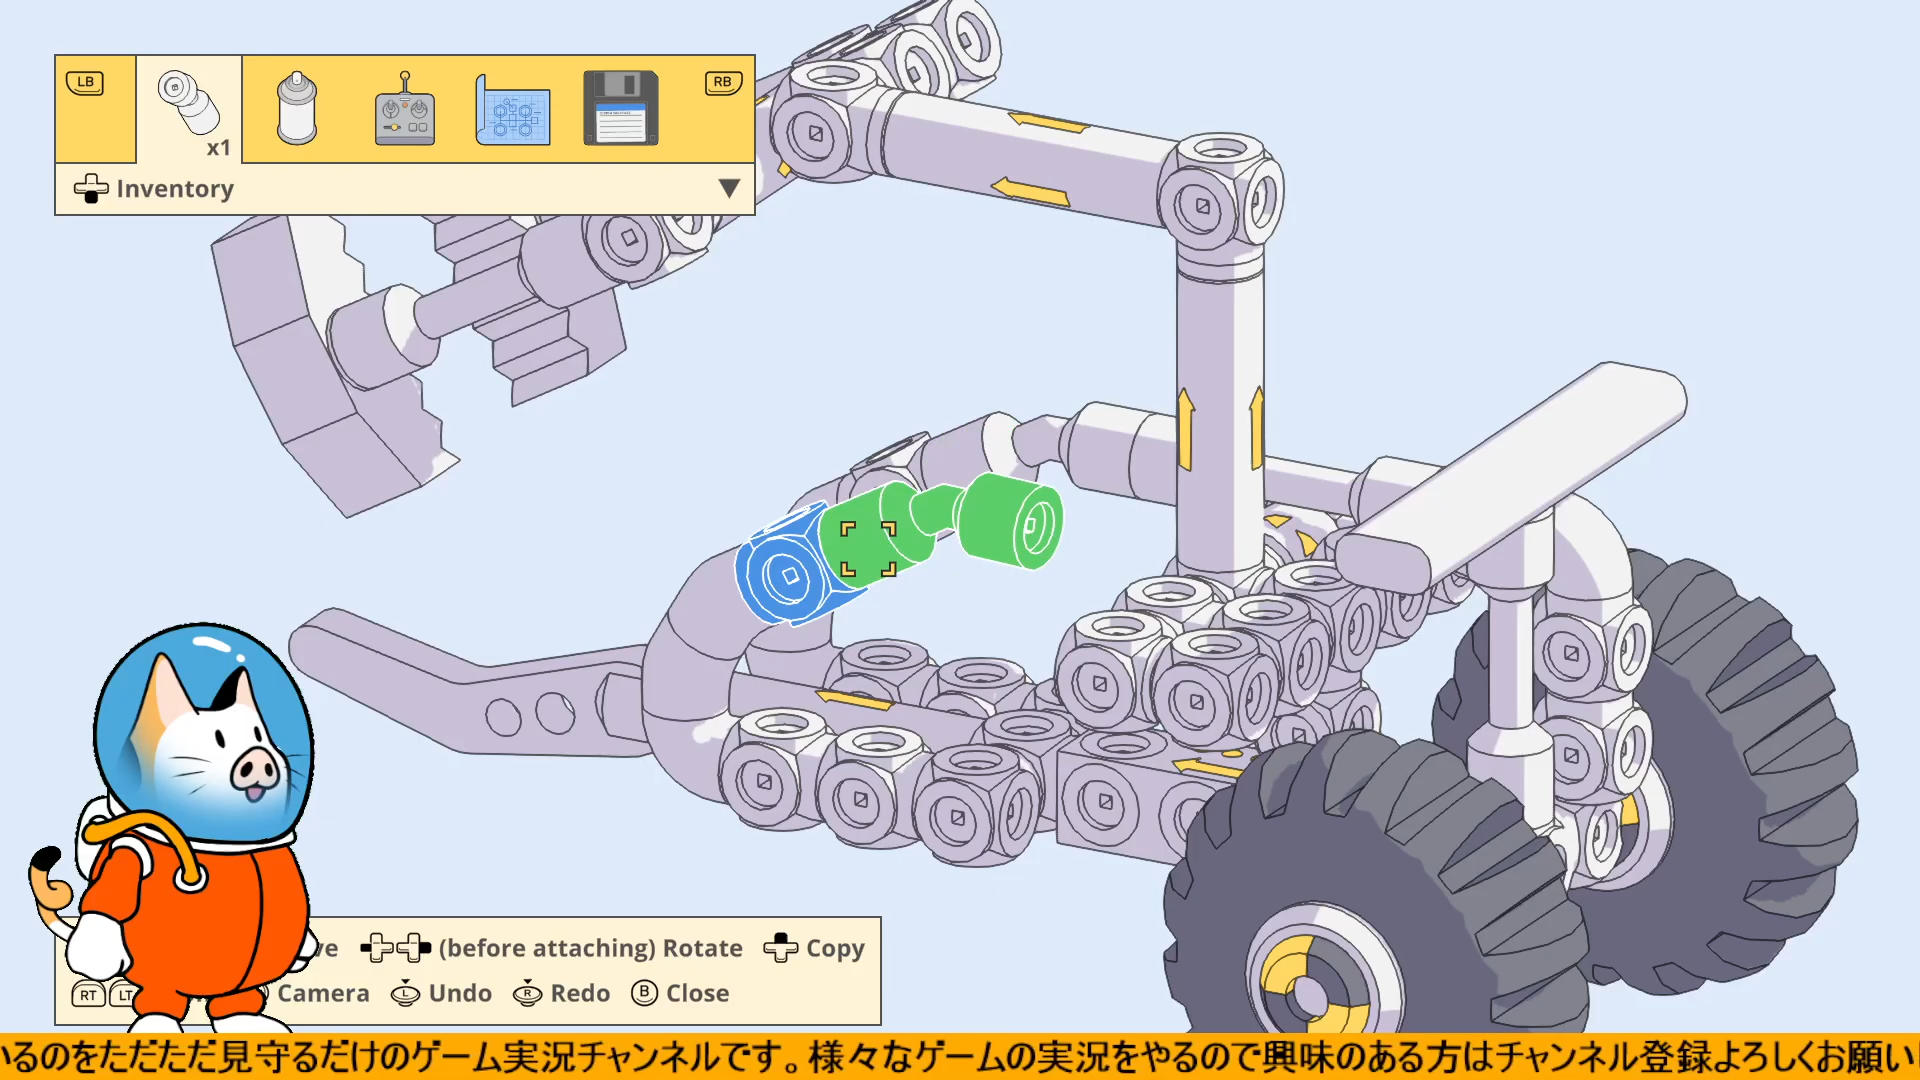 LB
RB
x1
Inventory
ve (before attaching) Rotate Copy
RT LT Camera L Undo R Redo B Close
いるのをただただ見守るだけのゲーム実況チャンネルです。様々なゲームの実況をやるので興味のある方はチャンネル登録よろしくお願い